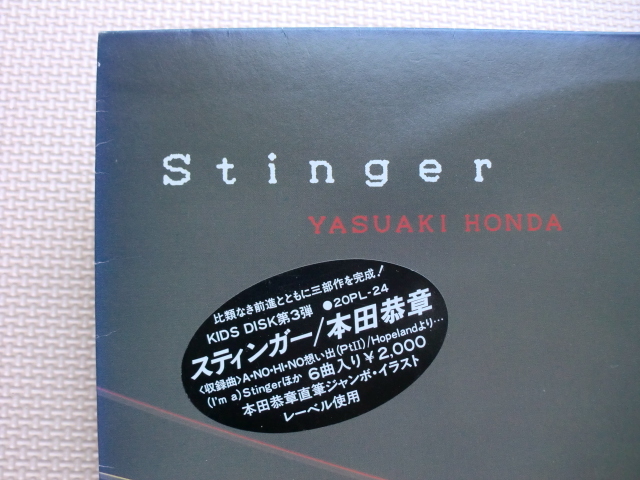 Stinger
YASUAKI HONDA
比類なき前進とともに三部作を完成!
KIDS DISK第3弾 ●20PL-24
スティンガー/本田恭章
〈収録曲〉A・NO・HI・NO想い出(PtII)/Hopelandより…
(I'm a)Stingerほか 6曲入り¥2,000
本田恭章直筆ジャンボ・イラスト
レーベル使用